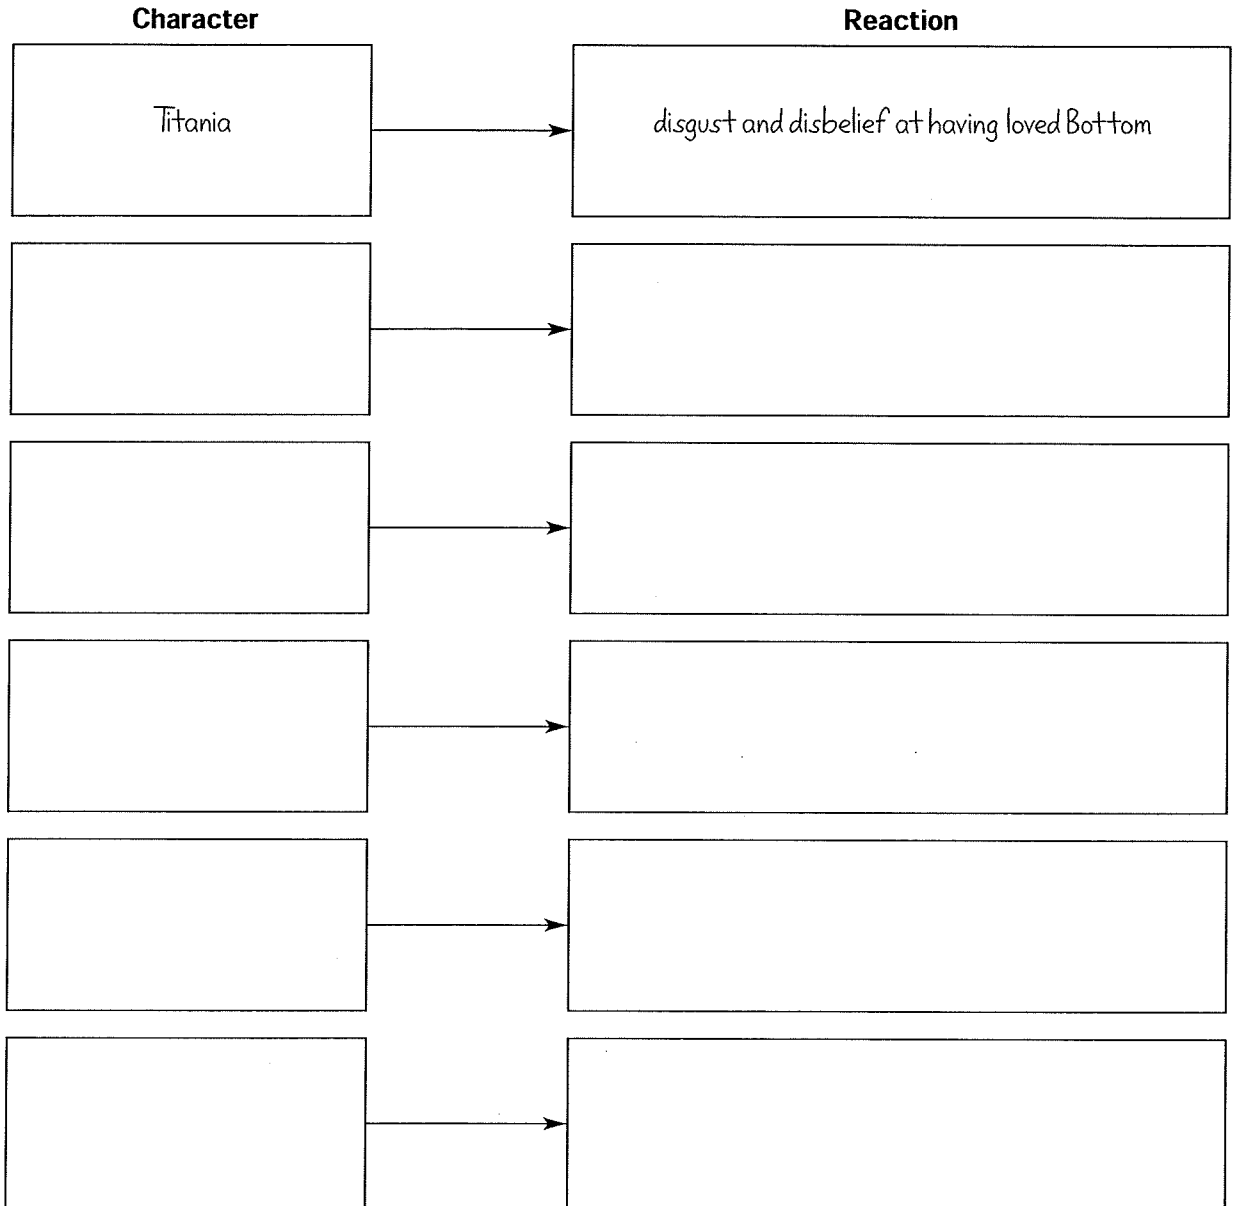 Character
Reaction
Titania
disgust and disbelief at having loved Bottom